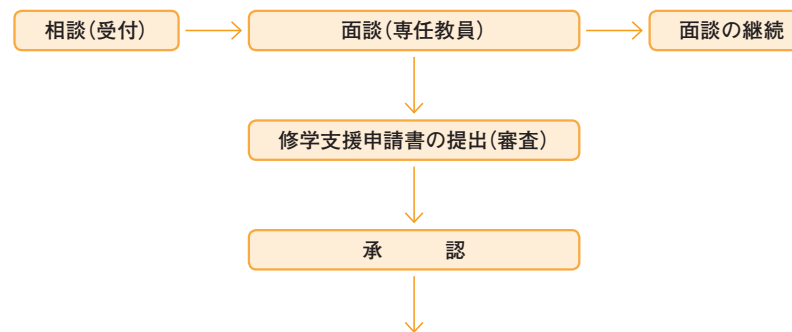 相談(受付)
面談(専任教員)
面談の継続
修学支援申請書の提出(審査)
承　認